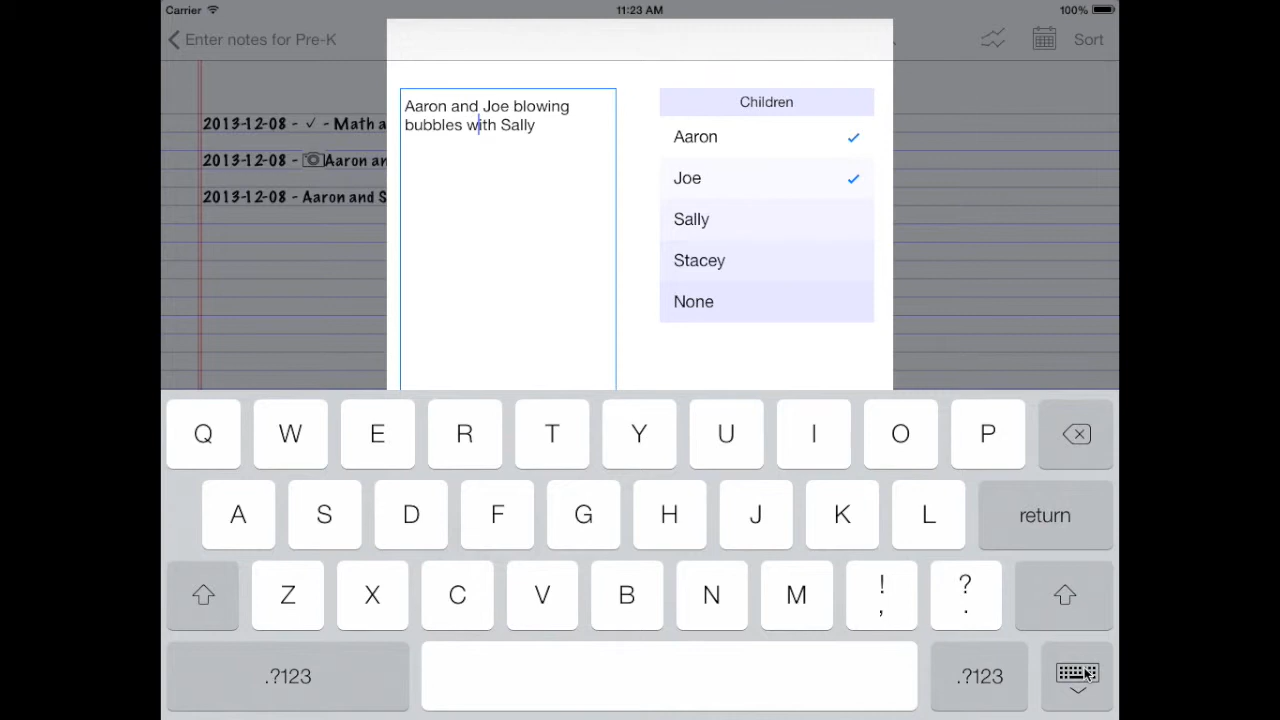 Carrier 11:23 AM 100%
Enter notes for Pre-K Sort
Aaron and Joe blowing
bubbles with Sally
Children
Aaron
Joe
Sally
Stacey
None
2013-12-08 - ✓ - Math a
2013-12-08 - Aaron an
2013-12-08 - Aaron and S
Q W E R T Y U I O P
A S D F G H J K L return
Z X C V B N M ! , ? .
.?123 .?123